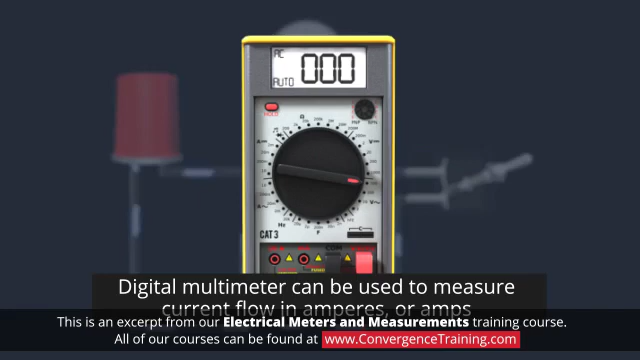 AC
000
AUTO
HOLD
CAT 3
Digital multimeter can be used to measure
current flow in amperes, or amps
This is an excerpt from our Electrical Meters and Measurements training course.
All of our courses can be found at www.ConvergenceTraining.com